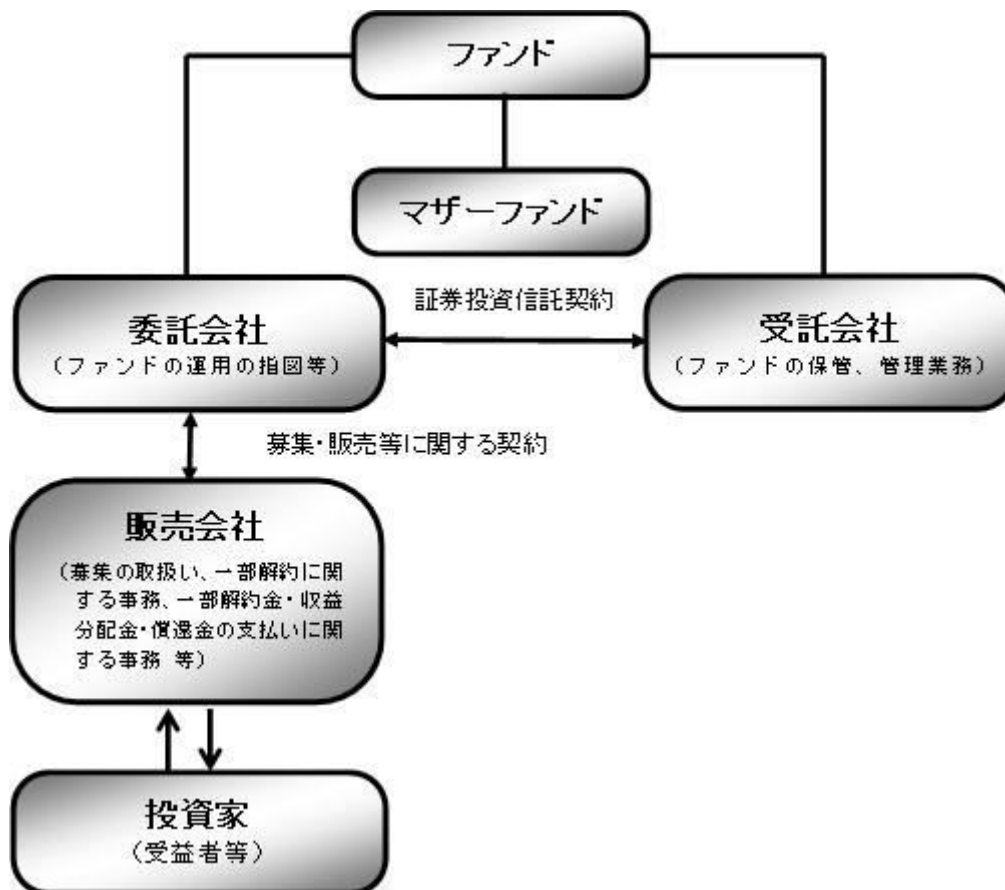 ファンド
マザーファンド
証券投資信託契約
委託会社
(ファンドの運用の指図等)
受託会社
(ファンドの保管、管理業務)
募集・販売等に関する契約
販売会社
(募集の取扱い、一部解約に関
する事務、一部解約金・収益
分配金・償還金の支払いに関
する事務 等)
投資家
(受益者等)